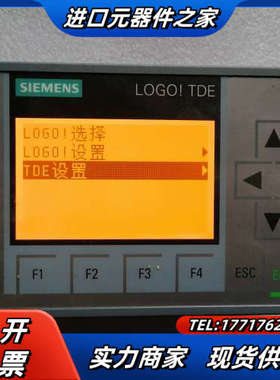 进口元器件之家
SIEMENS
LOGO! TDE
LOGO!选择
LOGO!设置
TDE设置
F1
F2
F3
F4
ESC
开
票
TEL:1771762
实力商家 现货供